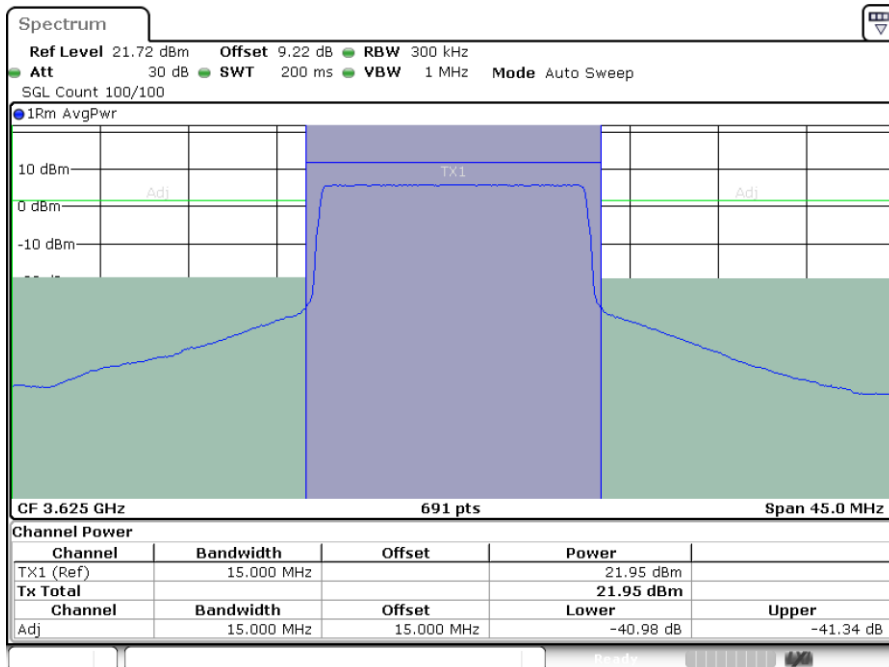 Spectrum
Ref Level 21.72 dBm Offset 9.22 dB RBW 300 kHz
Att 30 dB SWT 200 ms VBW 1 MHz Mode Auto Sweep
SGL Count 100/100
1Rm AvgPwr
10 dBm
TX1
Adj Adj
0 dBm
-10 dBm
CF 3.625 GHz 691 pts Span 45.0 MHz
Channel Power
Channel Bandwidth Offset Power
TX1 (Ref) 15.000 MHz 21.95 dBm
Tx Total 21.95 dBm
Channel Bandwidth Offset Lower Upper
Adj 15.000 MHz 15.000 MHz -40.98 dB -41.34 dB
Ready